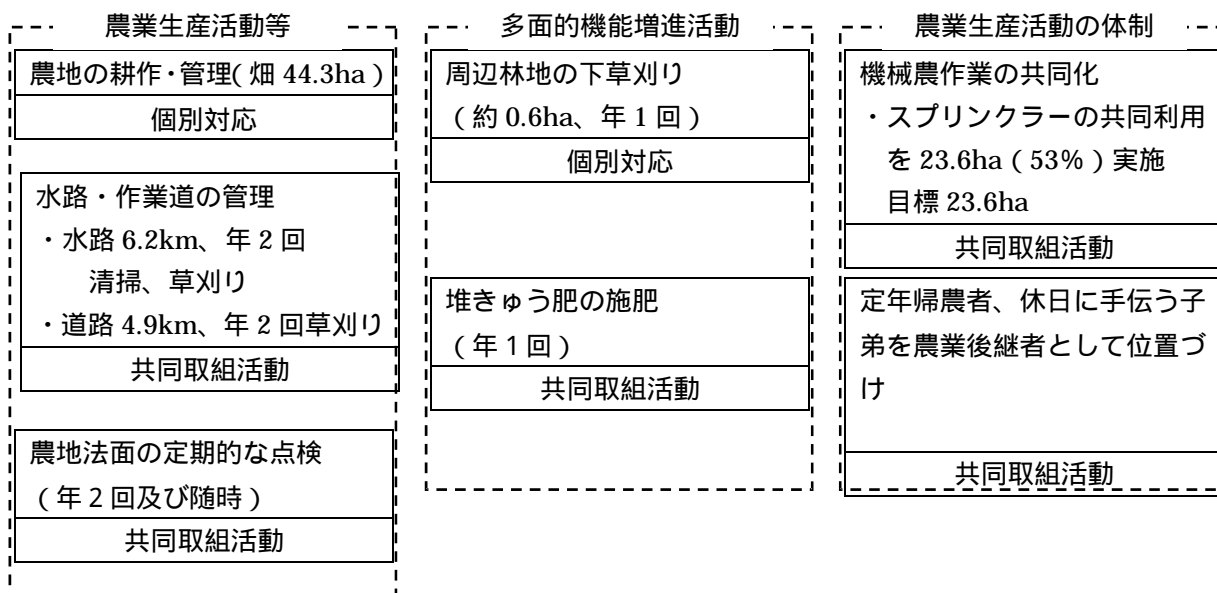 農業生産活動等
農地の耕作・管理(畑 44.3ha)
個別対応
水路・作業道の管理
・水路 6.2km、年 2 回
清掃、草刈り
・道路 4.9km、年 2 回草刈り
共同取組活動
農地法面の定期的な点検
(年 2 回及び随時)
共同取組活動
多面的機能増進活動
周辺林地の下草刈り
(約 0.6ha、年 1 回)
個別対応
堆きゅう肥の施肥
(年 1 回)
共同取組活動
農業生産活動の体制
機械農作業の共同化
・スプリンクラーの共同利用
を 23.6ha(53%)実施
目標 23.6ha
共同取組活動
定年帰農者、休日に手伝う子
弟を農業後継者として位置づ
け
共同取組活動